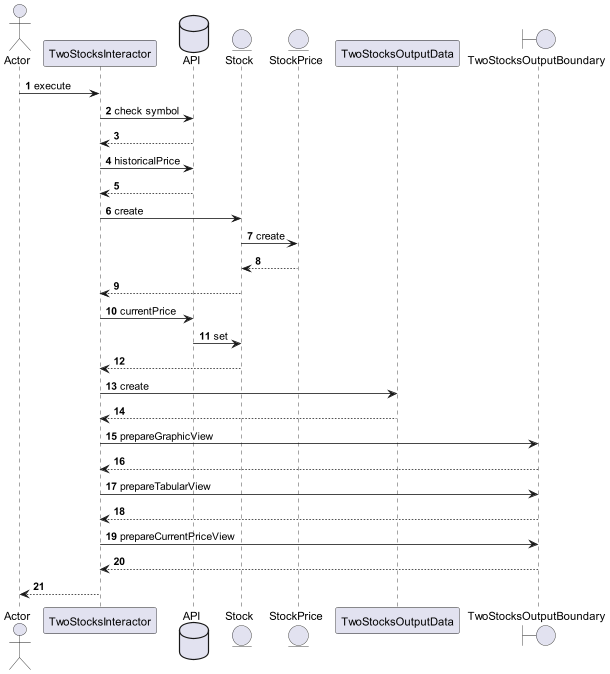 Actor
TwoStocksInteractor
API
Stock
StockPrice
TwoStocksOutputData
TwoStocksOutputBoundary
1 execute
2 check symbol
3
4 historicalPrice
5
6 create
7 create
8
9
10 currentPrice
11 set
12
13 create
14
15 prepareGraphicView
16
17 prepareTabularView
18
19 prepareCurrentPriceView
20
21
Actor
TwoStocksInteractor
API
Stock
StockPrice
TwoStocksOutputData
TwoStocksOutputBoundary